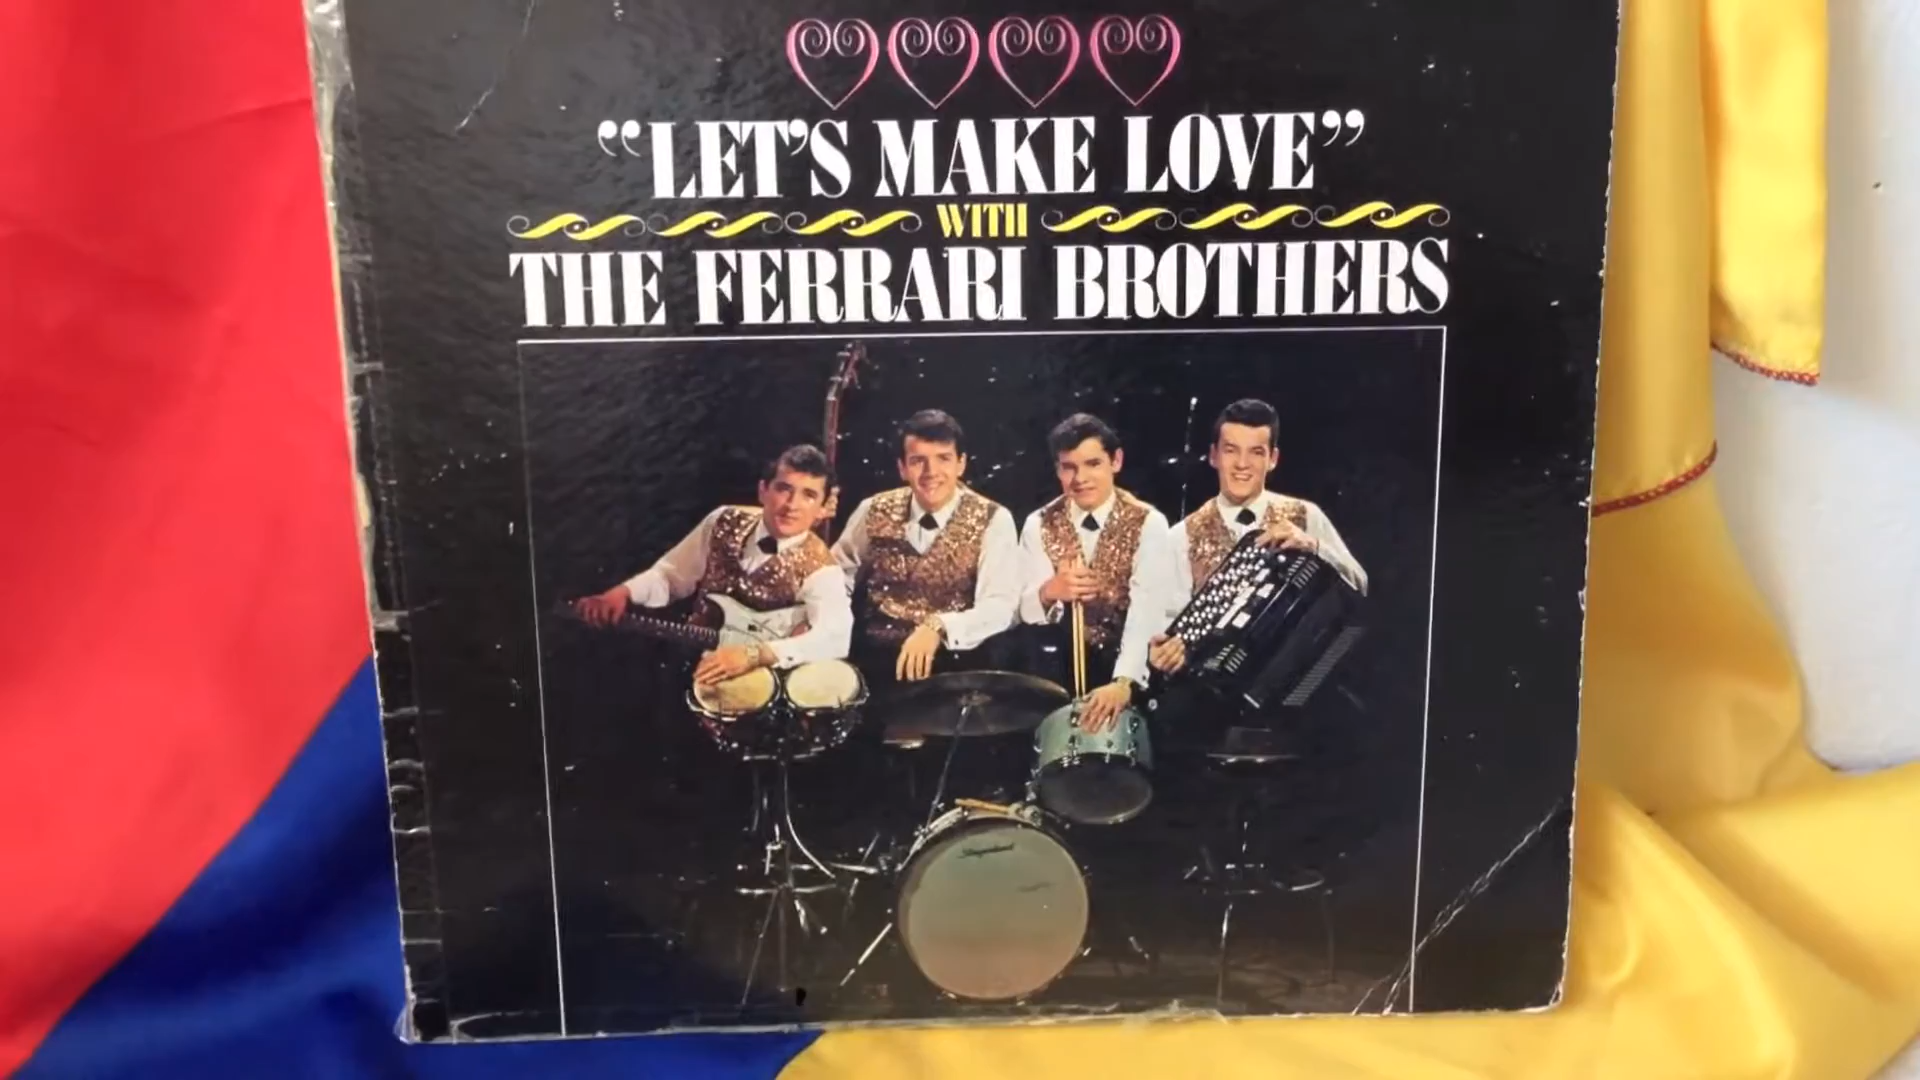 “LET’S MAKE LOVE”
WITH
THE FERRARI BROTHERS